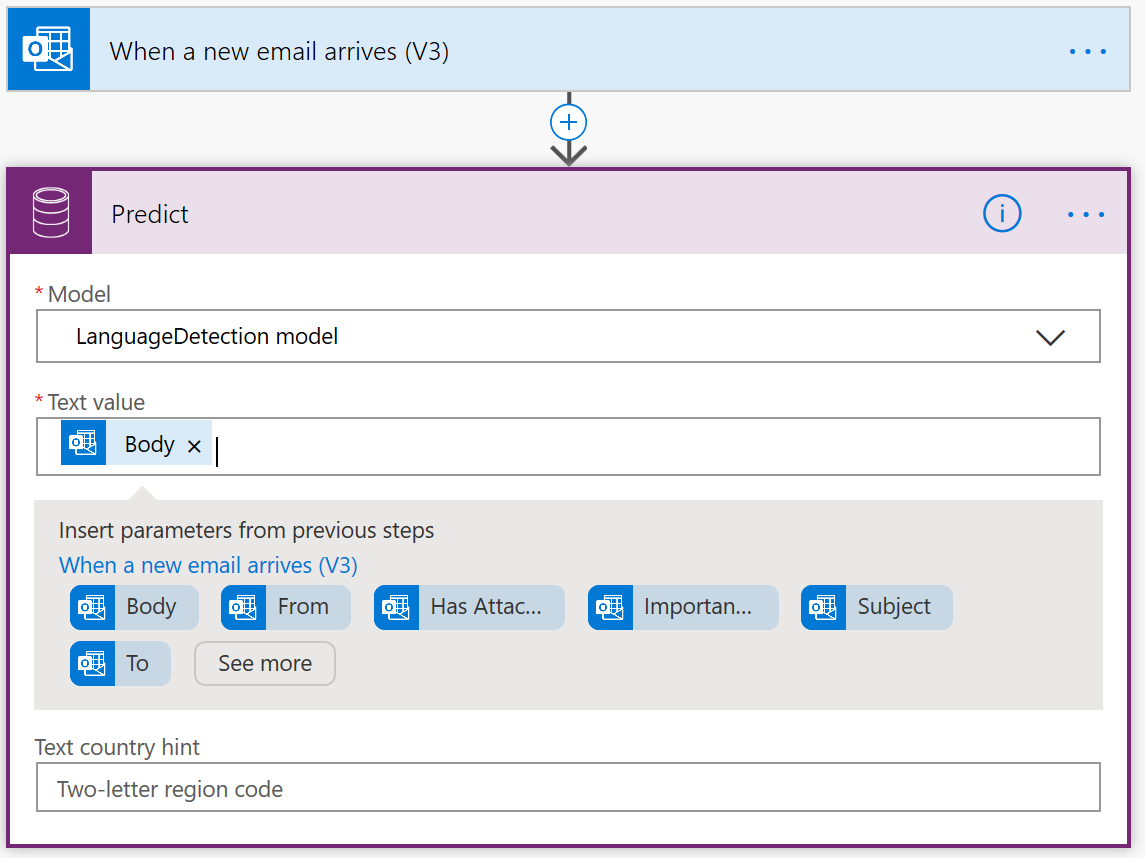 When a new email arrives (V3)
Predict
* Model
LanguageDetection model
* Text value
Body
Insert parameters from previous steps
When a new email arrives (V3)
Body From Has Attac... Importan... Subject
To See more
Text country hint
Two-letter region code